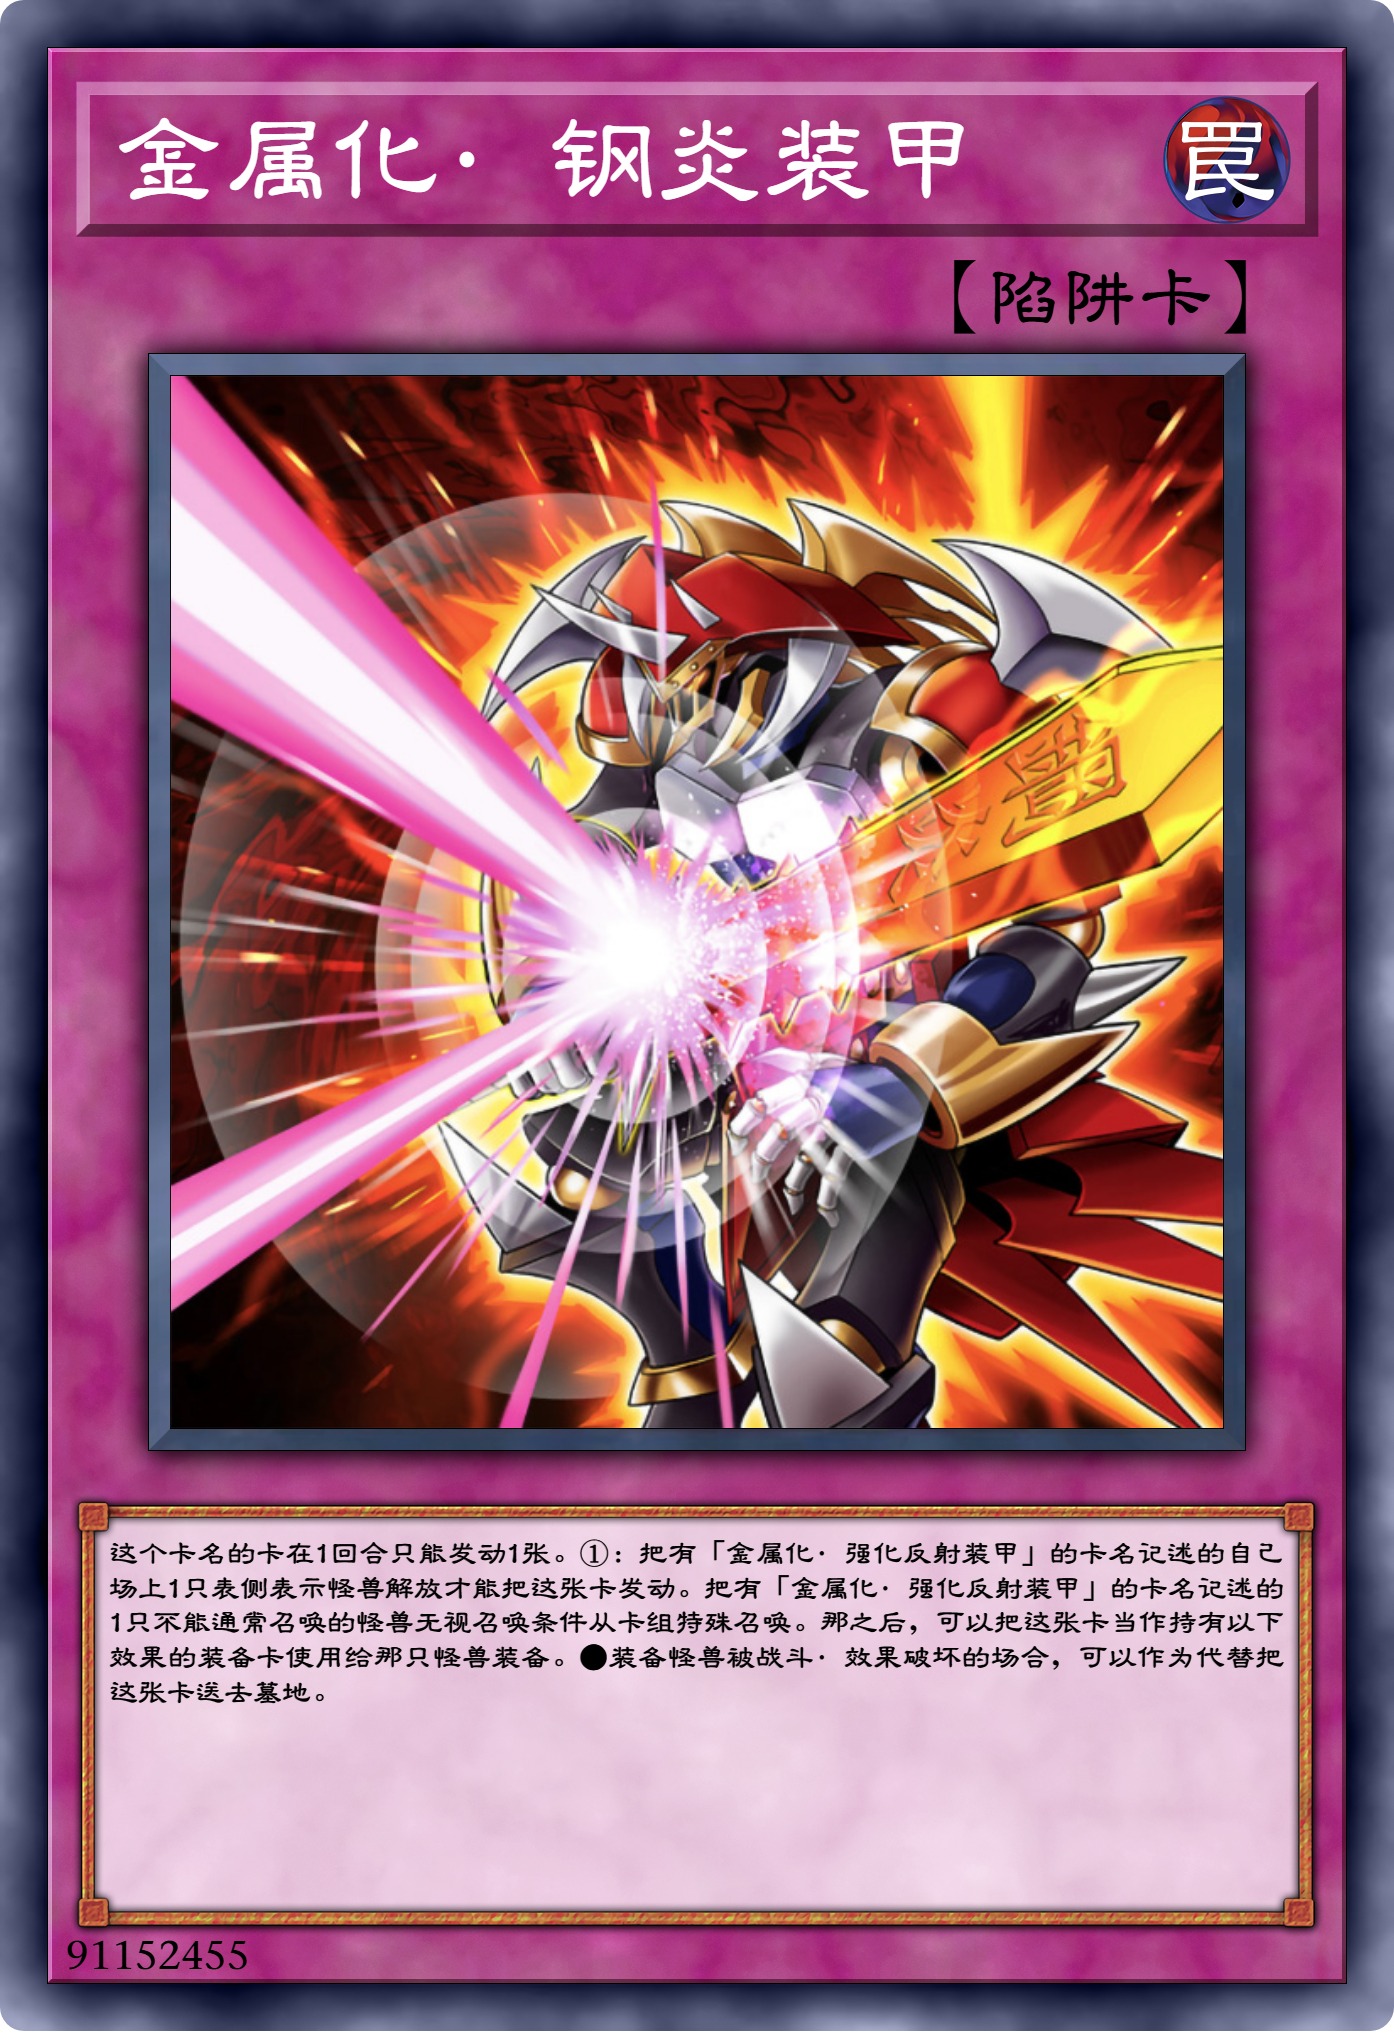 金属化·钢炎装甲
罠
【陷阱卡】
这个卡名的卡在1回合只能发动1张。①：把有「金属化·强化反射装甲」的卡名记述的自己
场上1只表侧表示怪兽解放才能把这张卡发动。把有「金属化·强化反射装甲」的卡名记述的
1只不能通常召唤的怪兽无视召唤条件从卡组特殊召唤。那之后，可以把这张卡当作持有以下
效果的装备卡使用给那只怪兽装备。●装备怪兽被战斗·效果破坏的场合，可以作为代替把
这张卡送去墓地。
91152455